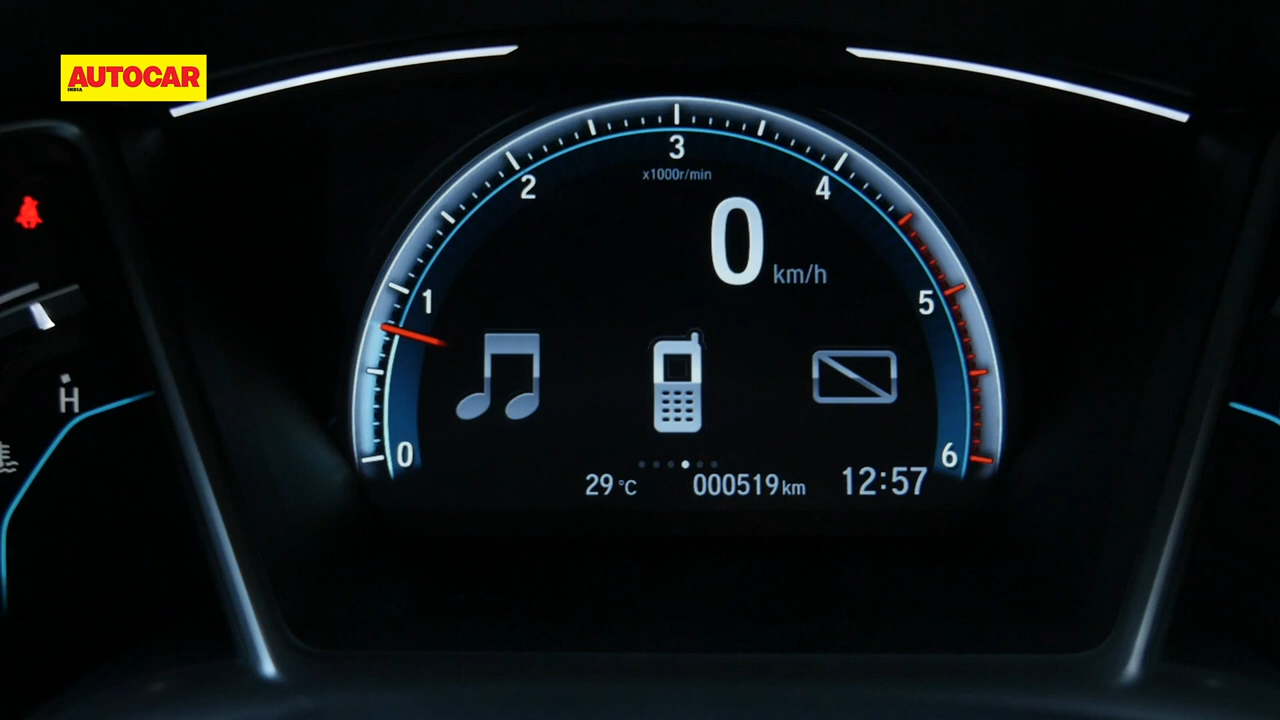 AUTOCAR
INDIA
3
x1000r/min
2
4
0 km/h
1
5
H
0
6
29 °C
000519 km
12:57